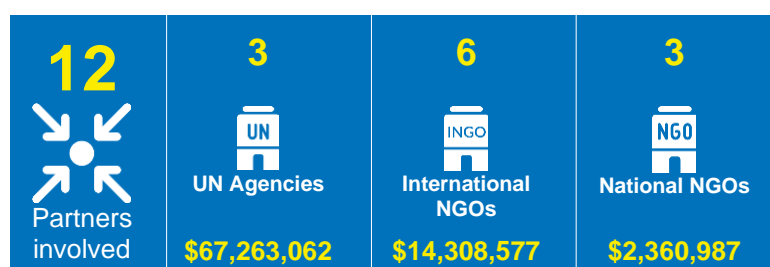 12
Partners
involved
3
UN
UN Agencies
$67,263,062
6
INGO
International
NGOs
$14,308,577
3
NGO
National NGOs
$2,360,987